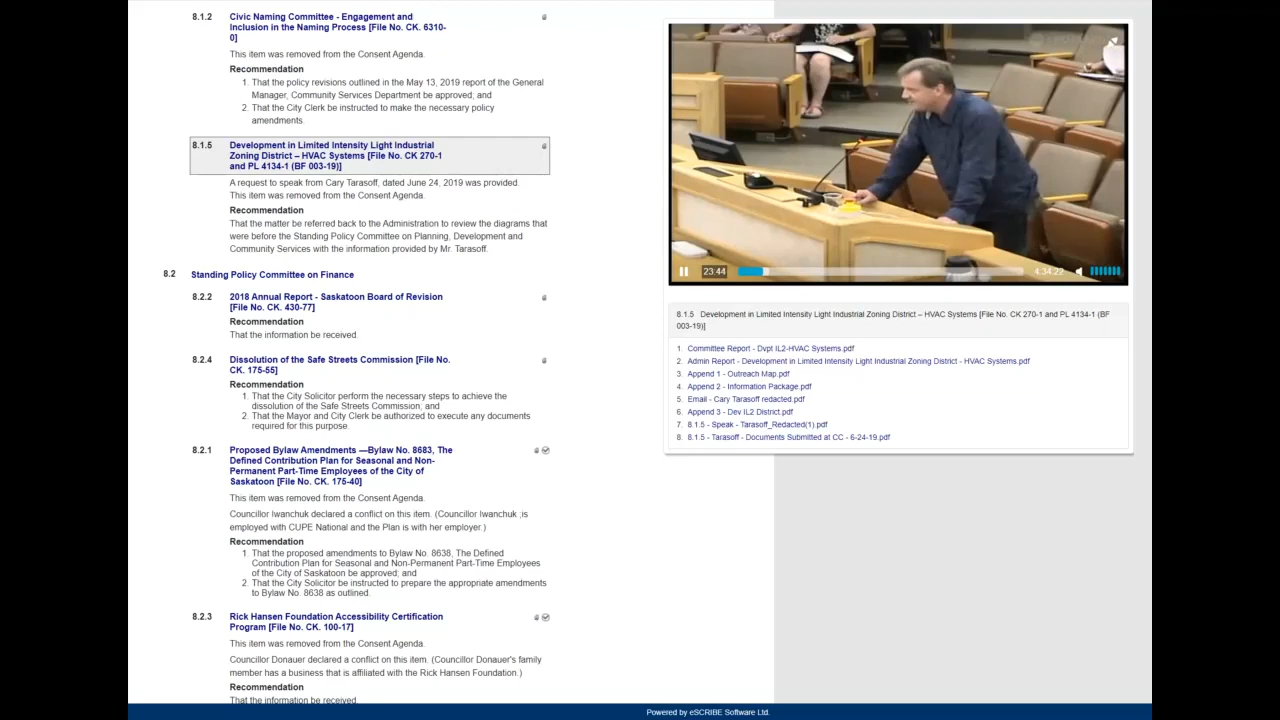 8.1.2 Civic Naming Committee - Engagement and
Inclusion in the Naming Process [File No. CK. 6310-
0]
This item was removed from the Consent Agenda.
Recommendation
1. That the policy revisions outlined in the May 13, 2019 report of the General
Manager, Community Services Department be approved; and
2. That the City Clerk be instructed to make the necessary policy
amendments.
8.1.5 Development in Limited Intensity Light Industrial
Zoning District – HVAC Systems [File No. CK 270-1
and PL 4134-1 (BF 003-19)]
A request to speak from Cary Tarasoff, dated June 24, 2019 was provided.
This item was removed from the Consent Agenda.
Recommendation
That the matter be referred back to the Administration to review the diagrams that
were before the Standing Policy Committee on Planning, Development and
Community Services with the information provided by Mr. Tarasoff.
8.2 Standing Policy Committee on Finance
8.2.2 2018 Annual Report - Saskatoon Board of Revision
[File No. CK. 430-77]
Recommendation
That the information be received.
8.2.4 Dissolution of the Safe Streets Commission [File No.
CK. 175-55]
Recommendation
1. That the City Solicitor perform the necessary steps to achieve the
dissolution of the Safe Streets Commission, and
2. That the Mayor and City Clerk be authorized to execute any documents
required for this purpose.
8.2.1 Proposed Bylaw Amendments —Bylaw No. 8683, The
Defined Contribution Plan for Seasonal and Non-
Permanent Part-Time Employees of the City of
Saskatoon [File No. CK. 175-40]
This item was removed from the Consent Agenda.
Councillor Iwanchuk declared a conflict on this item. (Councillor Iwanchuk ;is
employed with CUPE National and the Plan is with her employer.)
Recommendation
1. That the proposed amendments to Bylaw No. 8638, The Defined
Contribution Plan for Seasonal and Non-Permanent Part-Time Employees
of the City of Saskatoon be approved; and
2. That the City Solicitor be instructed to prepare the appropriate amendments
to Bylaw No. 8638 as outlined.
8.2.3 Rick Hansen Foundation Accessibility Certification
Program [File No. CK. 100-17]
This item was removed from the Consent Agenda.
Councillor Donauer declared a conflict on this item. (Councillor Donauer's family
member has a business that is affiliated with the Rick Hansen Foundation.)
Recommendation
That the information be received.
23:44 4:34:22
8.1.5 Development in Limited Intensity Light Industrial Zoning District – HVAC Systems [File No. CK 270-1 and PL 4134-1 (BF
003-19)]
1. Committee Report - Dvpt IL2-HVAC Systems.pdf
2. Admin Report - Development in Limited Intensity Light Industrial Zoning District - HVAC Systems.pdf
3. Append 1 - Outreach Map.pdf
4. Append 2 - Information Package.pdf
5. Email - Cary Tarasoff redacted.pdf
6. Append 3 - Dev IL2 District.pdf
7. 8.1.5 - Speak - Tarasoff_Redacted(1).pdf
8. 8.1.5 - Tarasoff - Documents Submitted at CC - 6-24-19.pdf
Powered by eSCRIBE Software Ltd.